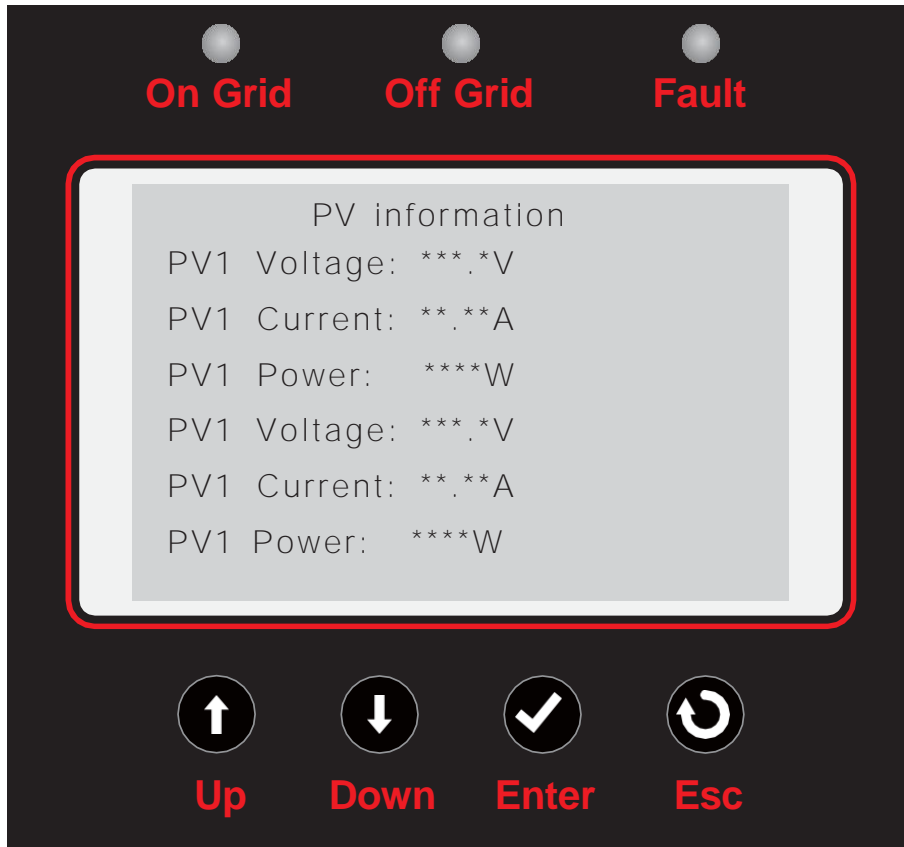 On Grid Off Grid Fault
PV information
PV1 Voltage: ***.*V
PV1 Current: **.**A
PV1 Power: ****W
PV1 Voltage: ***.*V
PV1 Current: **.**A
PV1 Power: ****W
Up Down Enter Esc